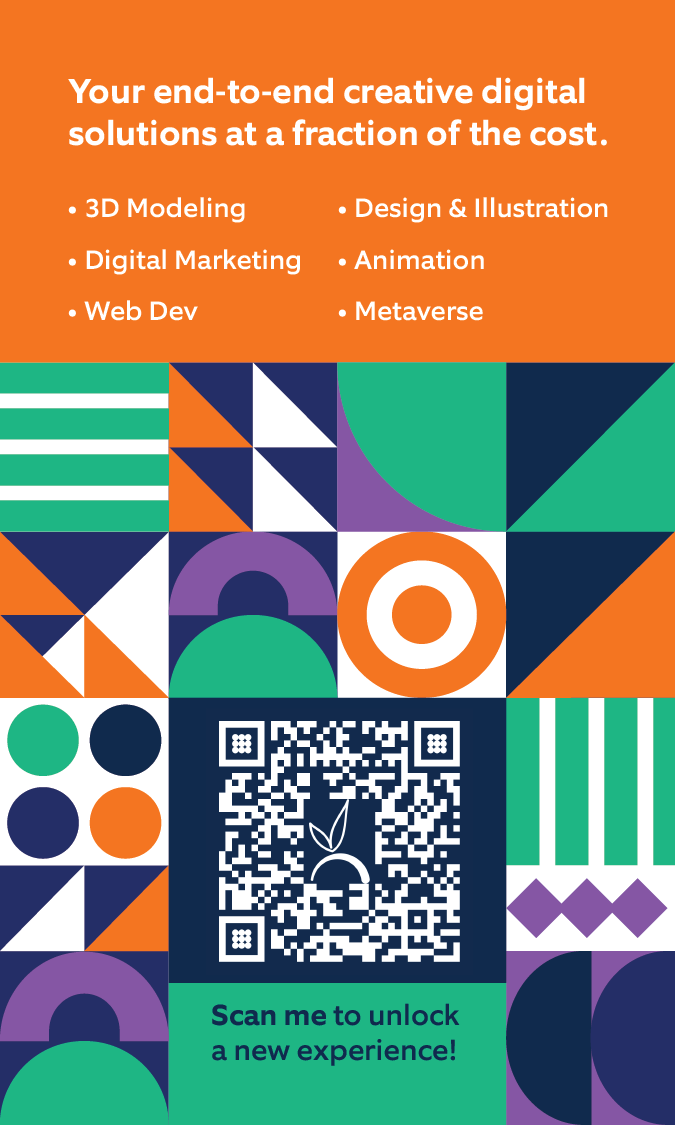 Your end-to-end creative digital
solutions at a fraction of the cost.
• 3D Modeling
• Digital Marketing
• Web Dev
• Design & Illustration
• Animation
• Metaverse
Scan me to unlock
a new experience!